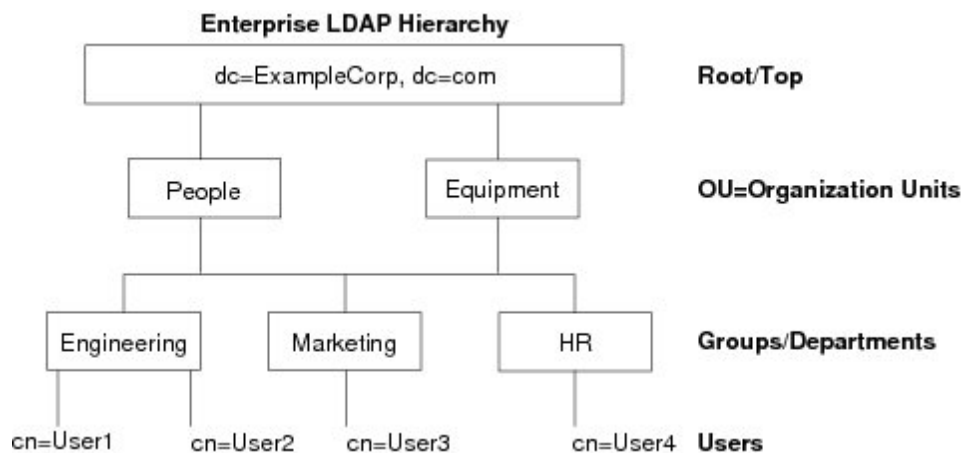 Enterprise LDAP Hierarchy
dc=ExampleCorp, dc=com
Root/Top
People
Equipment
OU=Organization Units
Engineering
Marketing
HR
Groups/Departments
cn=User1
cn=User2
cn=User3
cn=User4
Users